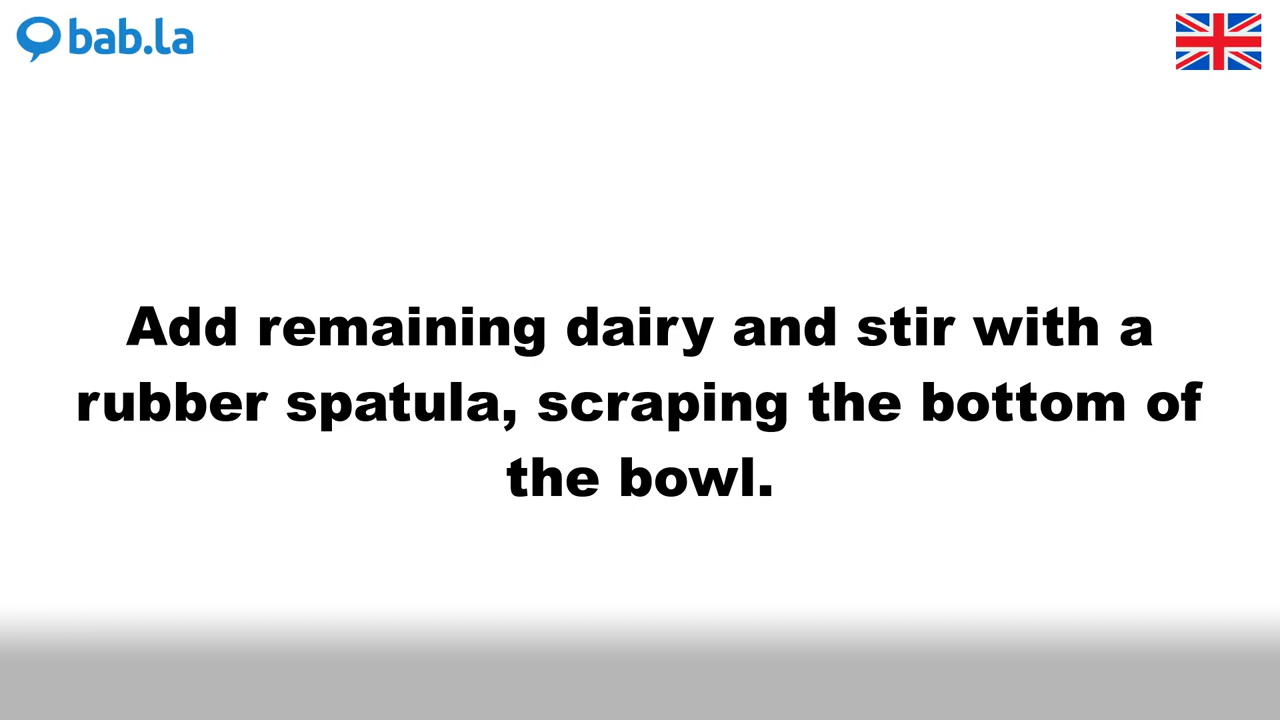 bab.la
Add remaining dairy and stir with a
rubber spatula, scraping the bottom of
the bowl.